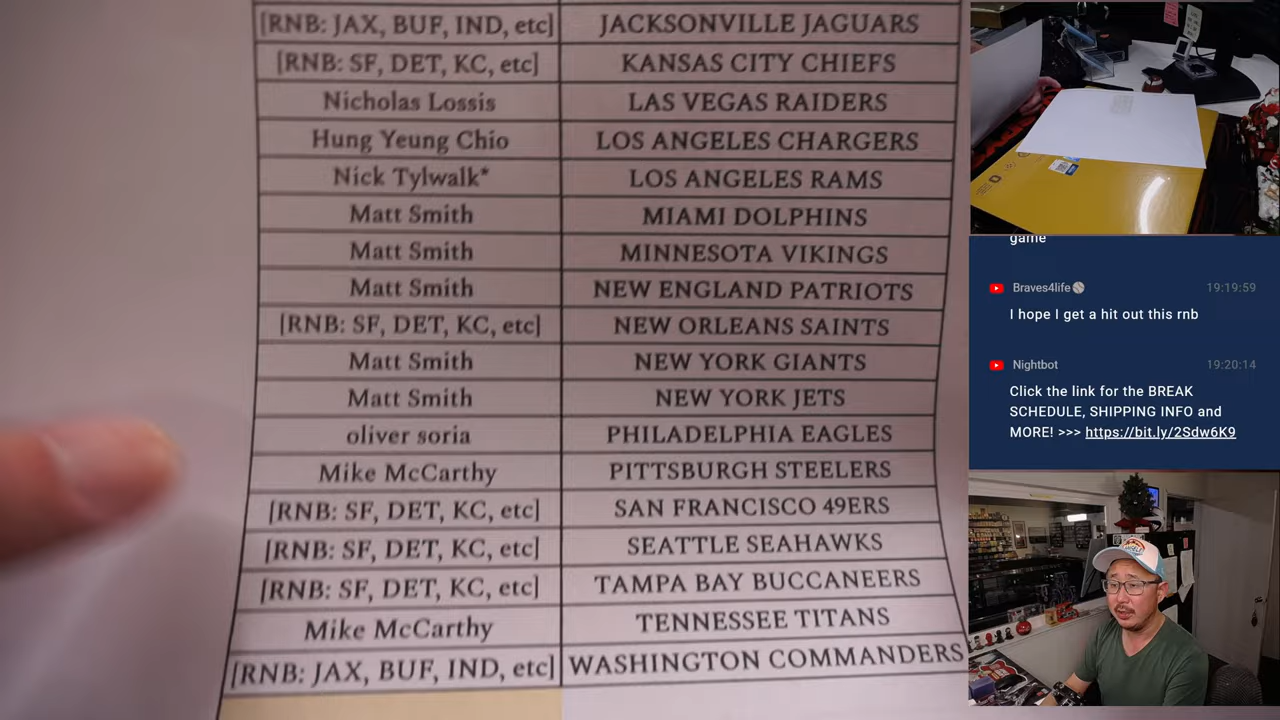 [RNB: JAX, BUF, IND, etc] JACKSONVILLE JAGUARS
[RNB: SF, DET, KC, etc] KANSAS CITY CHIEFS
Nicholas Lossis LAS VEGAS RAIDERS
Hung Yeung Chio LOS ANGELES CHARGERS
Nick Tylwalk* LOS ANGELES RAMS
Matt Smith MIAMI DOLPHINS
Matt Smith MINNESOTA VIKINGS
Matt Smith NEW ENGLAND PATRIOTS
[RNB: SF, DET, KC, etc] NEW ORLEANS SAINTS
Matt Smith NEW YORK GIANTS
Matt Smith NEW YORK JETS
oliver soria PHILADELPHIA EAGLES
Mike McCarthy PITTSBURGH STEELERS
[RNB: SF, DET, KC, etc] SAN FRANCISCO 49ERS
[RNB: SF, DET, KC, etc] SEATTLE SEAHAWKS
[RNB: SF, DET, KC, etc] TAMPA BAY BUCCANEERS
Mike McCarthy TENNESSEE TITANS
[RNB: JAX, BUF, IND, etc] WASHINGTON COMMANDERS
game
Braves4life 19:19:59
I hope I get a hit out this rnb
Nightbot 19:20:14
Click the link for the BREAK
SCHEDULE, SHIPPING INFO and
MORE! >>> https://bit.ly/2Sdw6K9